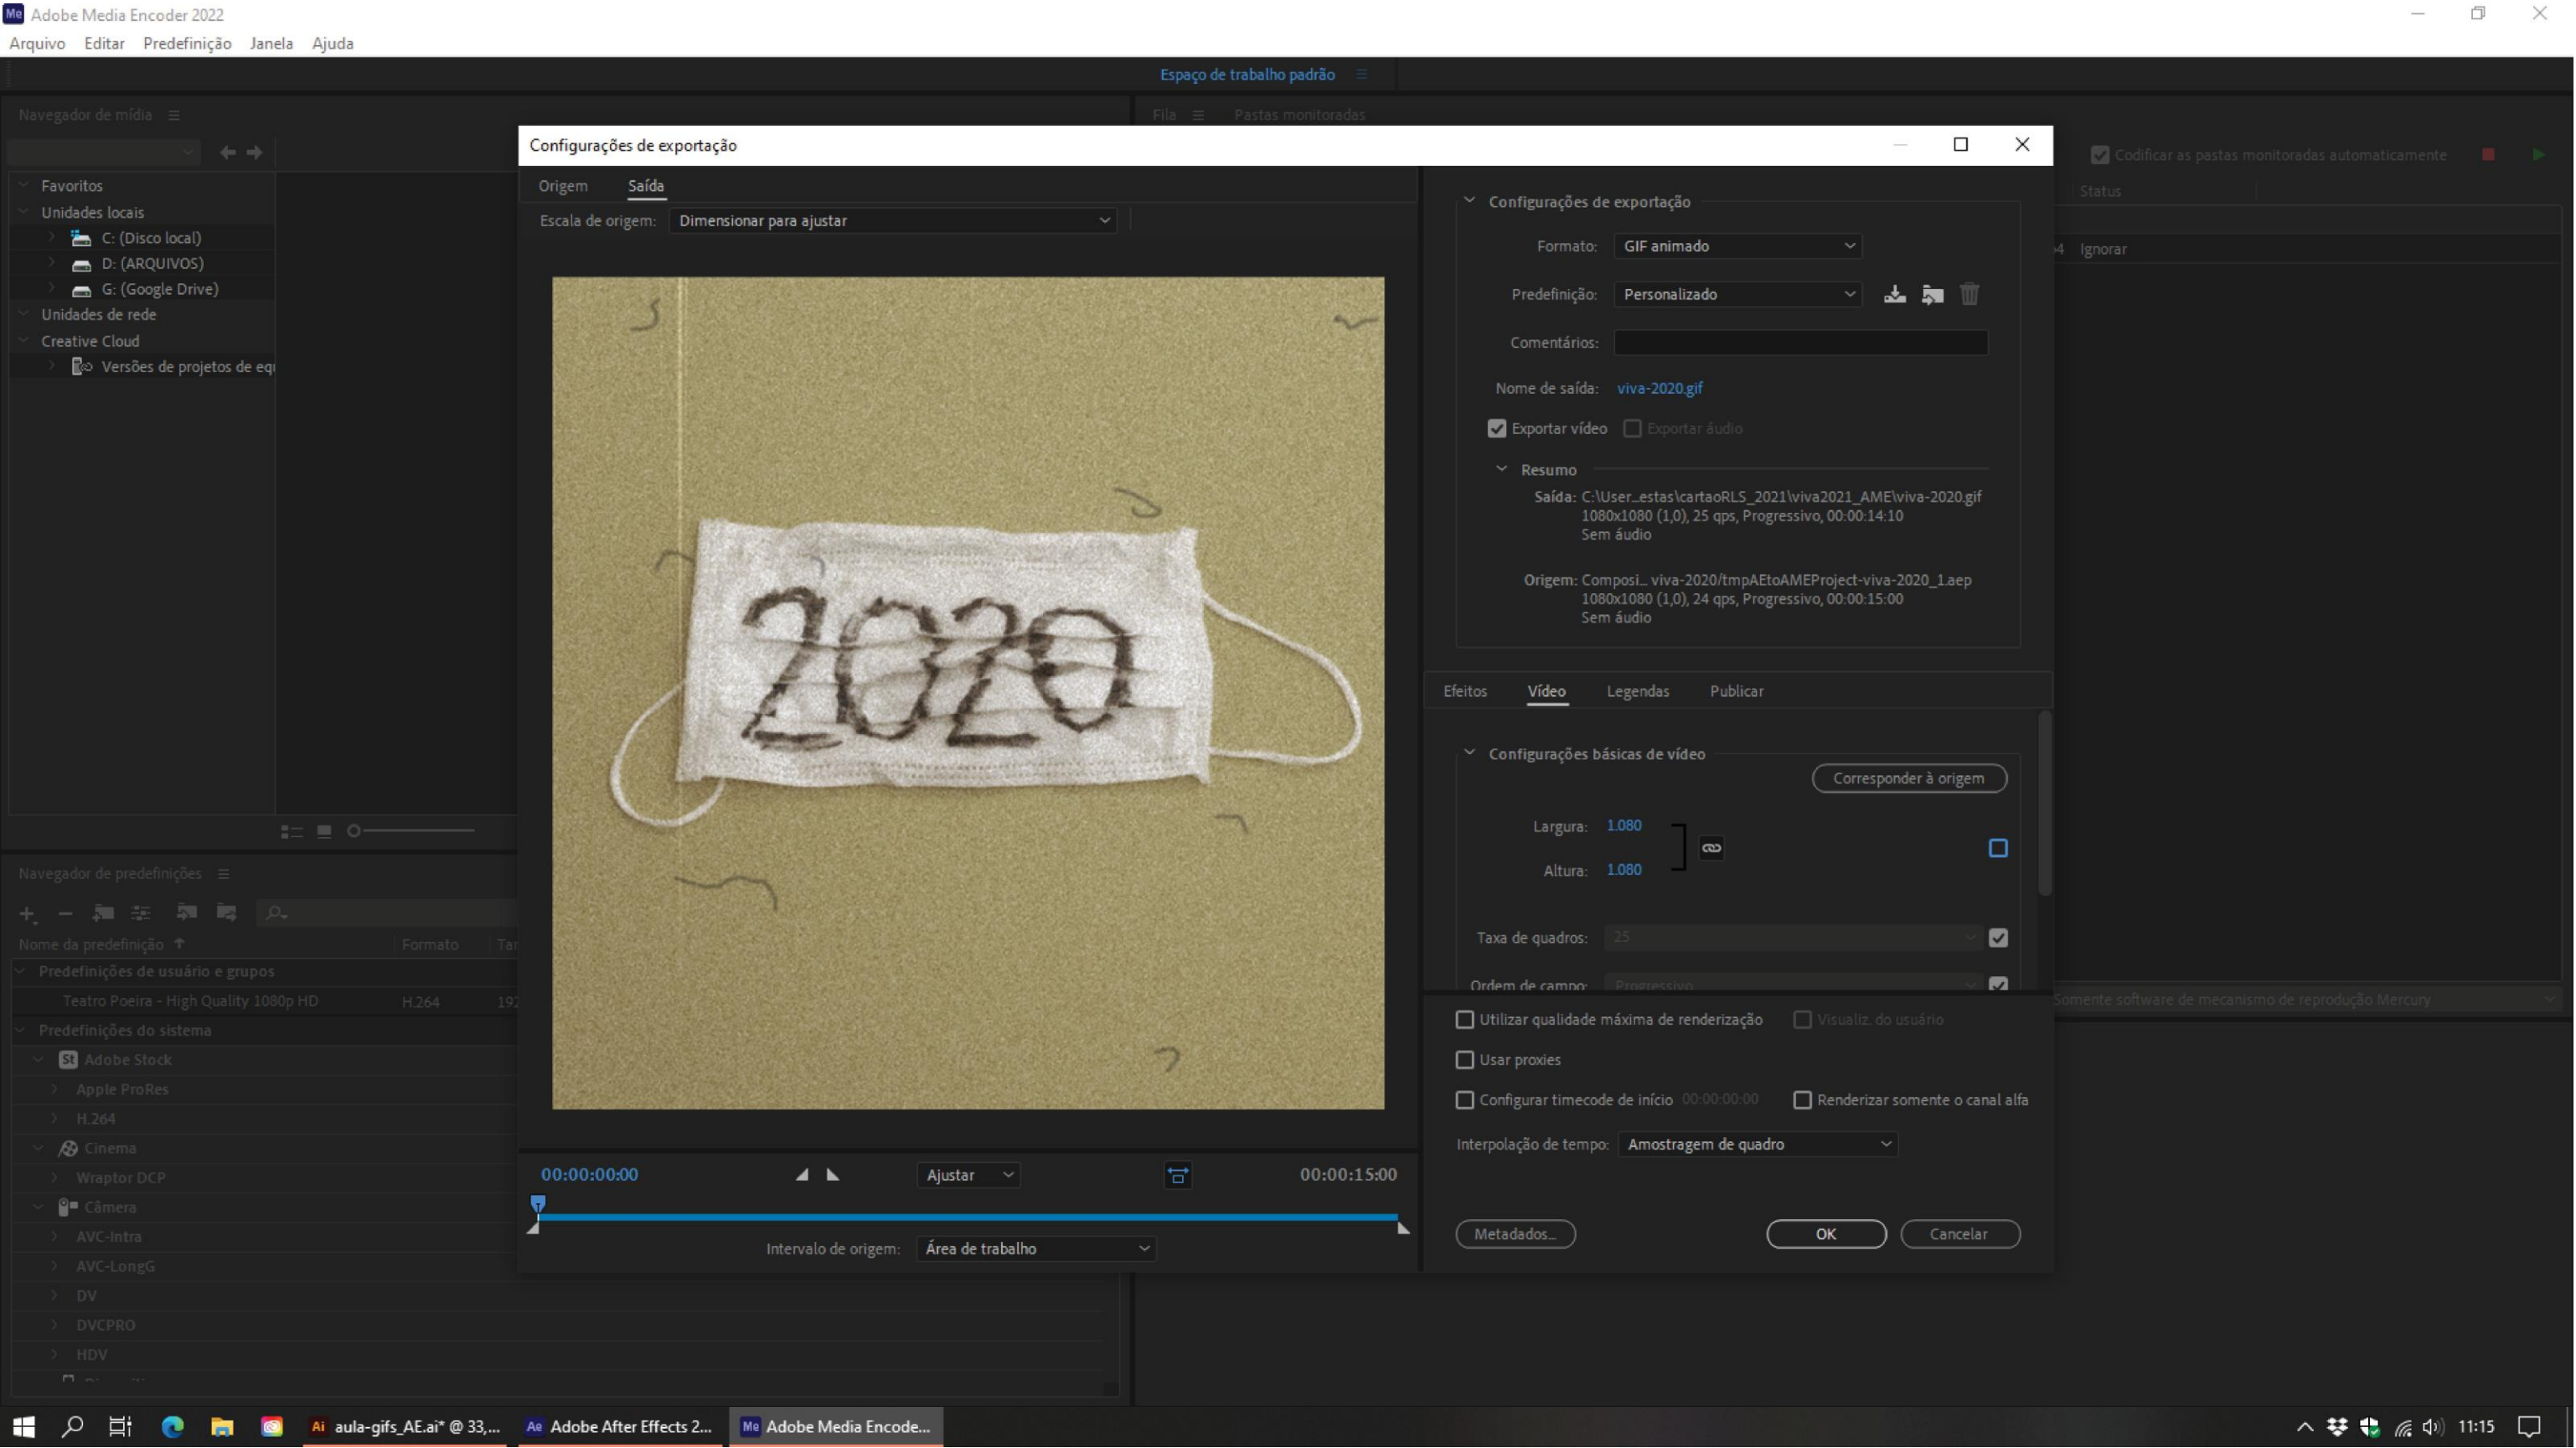 Me Adobe Media Encoder 2022
Arquivo Editar Predefinição Janela Ajuda
Espaço de trabalho padrão
Navegador de mídia
Favoritos
Unidades locais
C: (Disco local)
D: (ARQUIVOS)
G: (Google Drive)
Unidades de rede
Creative Cloud
Versões de projetos de equ
Fila Pastas monitoradas
Codificar as pastas monitoradas automaticamente
Status
Ignorar
Configurações de exportação
Origem Saída
Escala de origem: Dimensionar para ajustar
2020
00:00:00:00 Ajustar 00:00:15:00
Intervalo de origem: Área de trabalho
Configurações de exportação
Formato: GIF animado
Predefinição: Personalizado
Comentários:
Nome de saída: viva-2020.gif
Exportar vídeo Exportar áudio
Resumo
Saída: C:\User...estas\cartaoRLS_2021\viva2021_AME\viva-2020.gif
1080x1080 (1,0), 25 qps, Progressivo, 00:00:14:10
Sem áudio
Origem: Composi... viva-2020/tmpAEtoAMEProject-viva-2020_1.aep
1080x1080 (1,0), 24 qps, Progressivo, 00:00:15:00
Sem áudio
Efeitos Vídeo Legendas Publicar
Configurações básicas de vídeo
Corresponder à origem
Largura: 1.080
Altura: 1.080
Taxa de quadros: 25
Ordem de campo: Progressivo
Utilizar qualidade máxima de renderização Visualiz. do usuário
Usar proxies
Configurar timecode de início 00:00:00:00 Renderizar somente o canal alfa
Interpolação de tempo: Amostragem de quadro
Metadados... OK Cancelar
Navegador de predefinições
Nome da predefinição Formato Tar
Predefinições de usuário e grupos
Teatro Poeira - High Quality 1080p HD H.264 192
Predefinições do sistema
St Adobe Stock
Apple ProRes
H.264
Cinema
Wraptor DCP
Câmera
AVC-Intra
AVC-LongG
DV
DVCPRO
HDV
Somente software de mecanismo de reprodução Mercury
Ai aula-gifs_AE.ai* @ 33,... Ae Adobe After Effects 2... Me Adobe Media Encode... 11:15